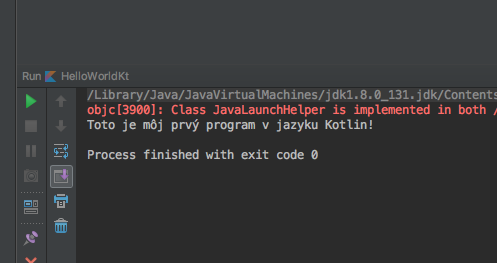 Run HelloWorldKt
/Library/Java/JavaVirtualMachines/jdk1.8.0_131.jdk/Contents
objc[3900]: Class JavaLaunchHelper is implemented in both /
Toto je môj prvý program v jazyku Kotlin!
Process finished with exit code 0